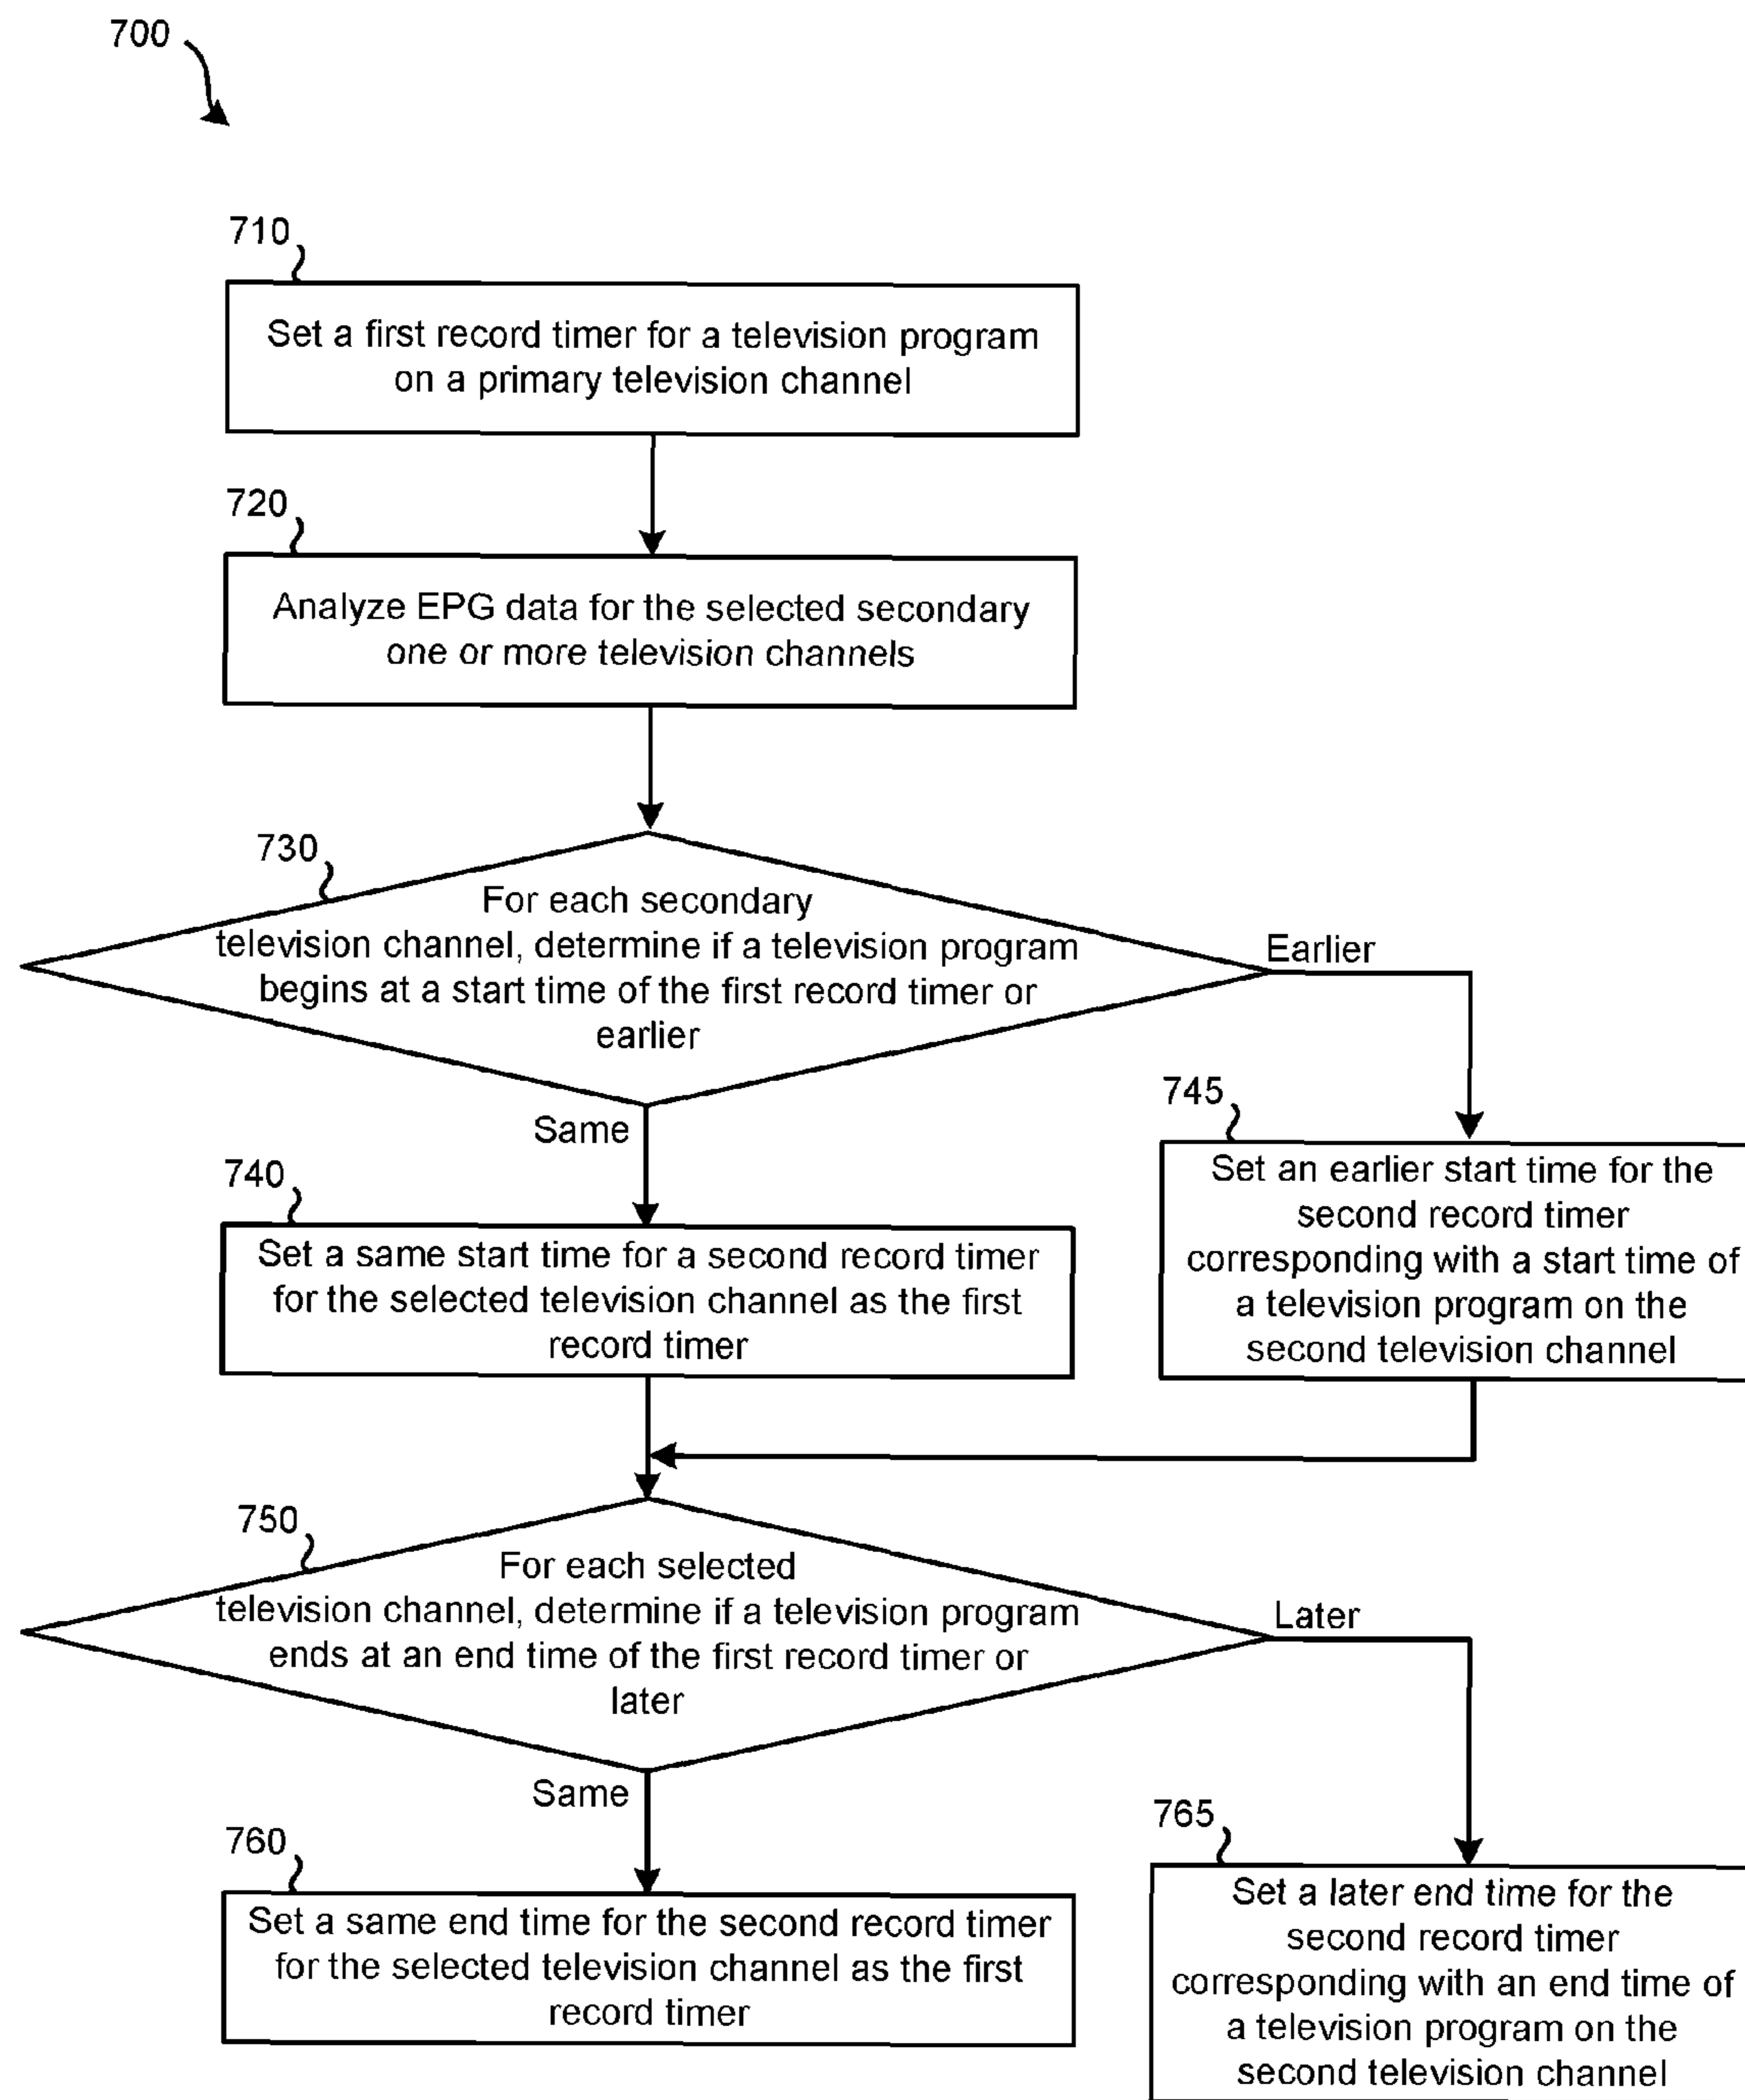 700
710
Set a first record timer for a television program
on a primary television channel
720
Analyze EPG data for the selected secondary
one or more television channels
730
For each secondary
television channel, determine if a television program
begins at a start time of the first record timer or
earlier
Earlier
Same
745
Set an earlier start time for the
second record timer
corresponding with a start time of
a television program on the
second television channel
740
Set a same start time for a second record timer
for the selected television channel as the first
record timer
750
For each selected
television channel, determine if a television program
ends at an end time of the first record timer or
later
Later
Same
760
Set a same end time for the second record timer
for the selected television channel as the first
record timer
765
Set a later end time for the
second record timer
corresponding with an end time of
a television program on the
second television channel